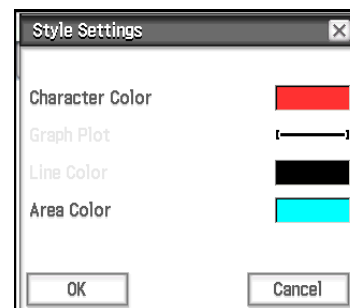 Style Settings
Character Color
Graph Plot
Line Color
Area Color
OK Cancel